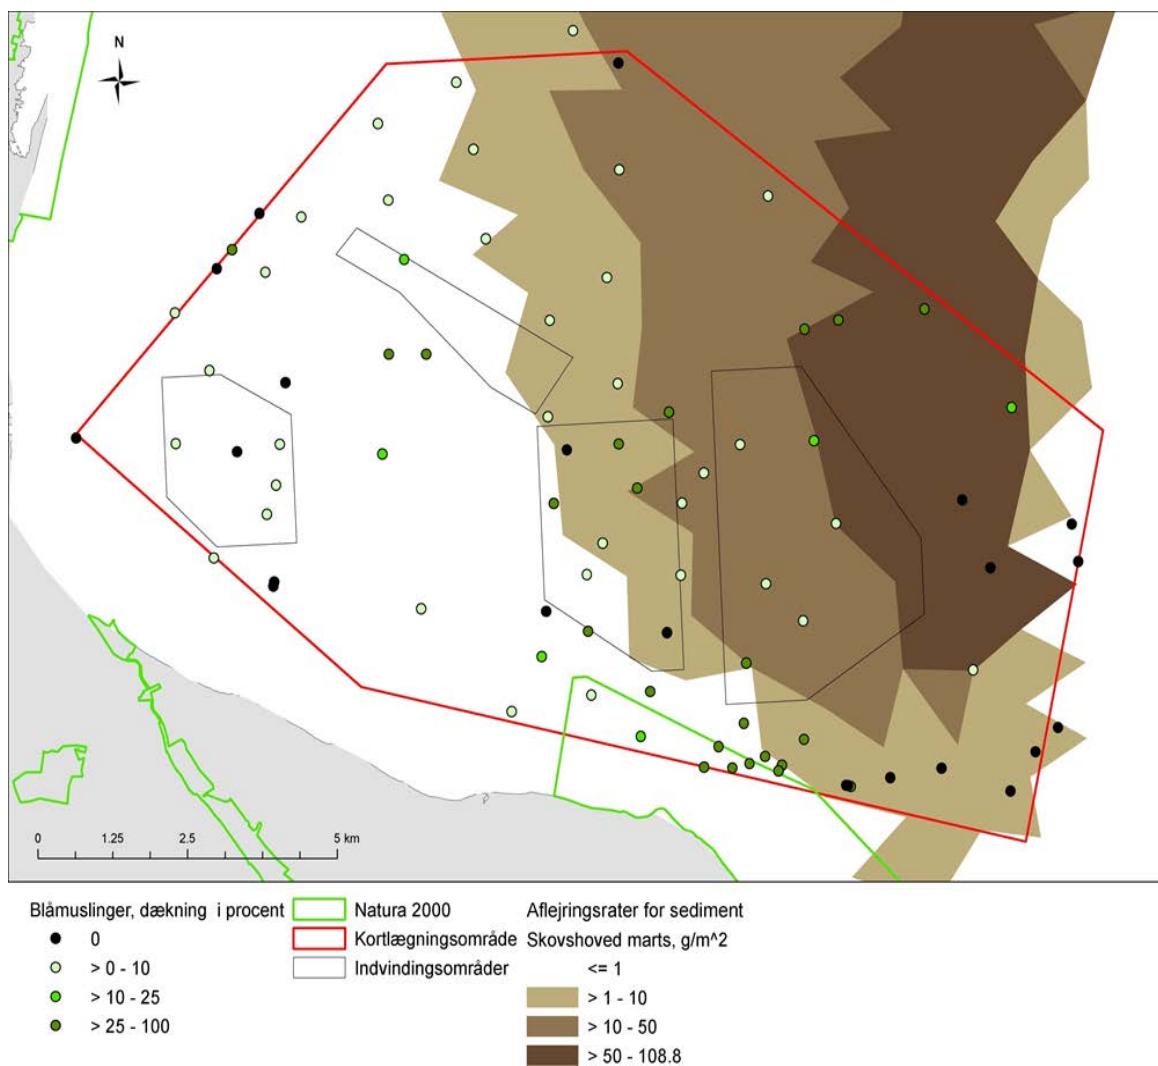 N
0 1.25 2.5 5 km
Blåmuslinger, dækning i procent
0
> 0 - 10
> 10 - 25
> 25 - 100
Natura 2000
Kortlægningsområde
Indvindingsområder
Aflejringsrater for sediment
Skovshoved marts, g/m^2
<= 1
> 1 - 10
> 10 - 50
> 50 - 108.8